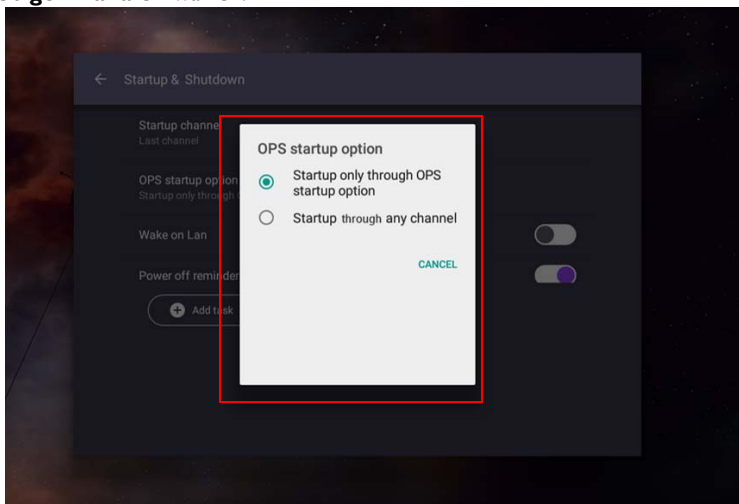 Startup & Shutdown
Startup channel
Last channel
OPS startup option
Startup only through
Wake on Lan
Power off reminder
Add task
OPS startup option
Startup only through OPS
startup option
Startup through any channel
CANCEL